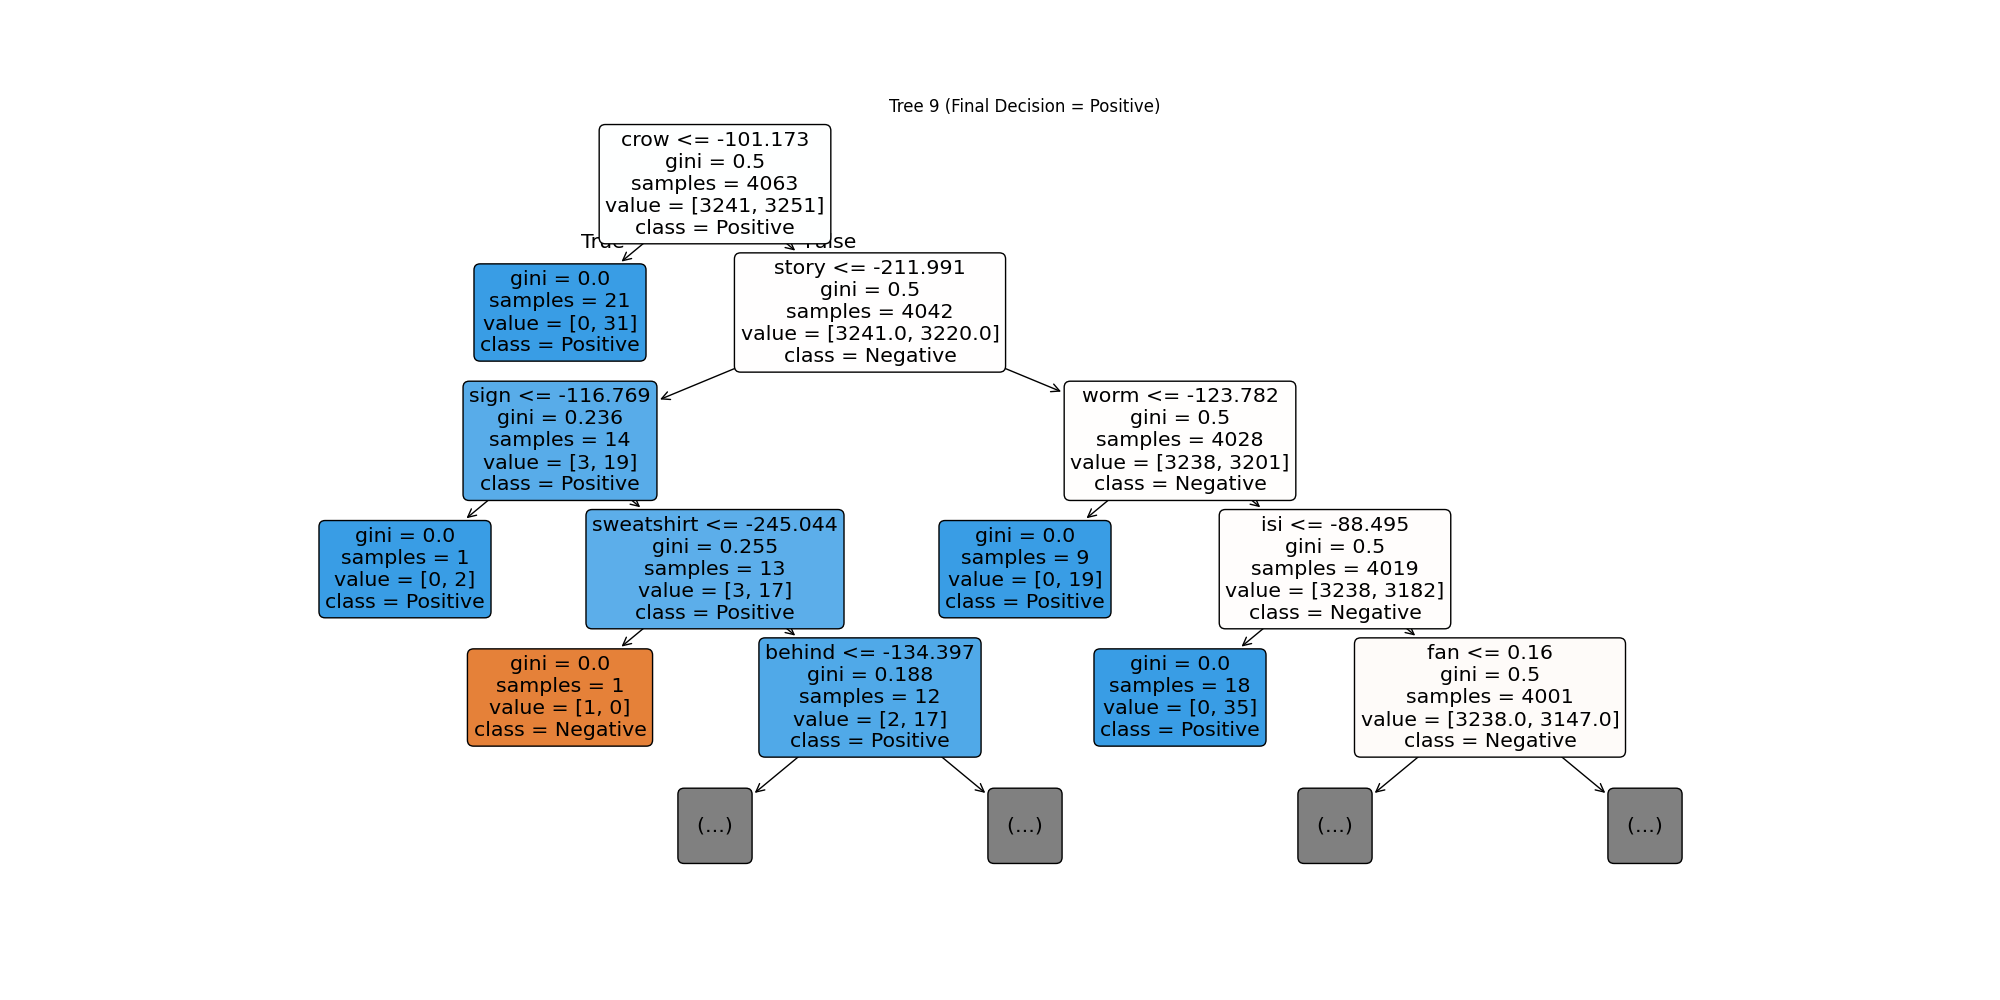 Tree 9 (Final Decision = Positive)
crow <= -101.173
gini = 0.5
samples = 4063
value = [3241, 3251]
class = Positive
True
False
gini = 0.0
samples = 21
value = [0, 31]
class = Positive
story <= -211.991
gini = 0.5
samples = 4042
value = [3241.0, 3220.0]
class = Negative
sign <= -116.769
gini = 0.236
samples = 14
value = [3, 19]
class = Positive
worm <= -123.782
gini = 0.5
samples = 4028
value = [3238, 3201]
class = Negative
gini = 0.0
samples = 1
value = [0, 2]
class = Positive
sweatshirt <= -245.044
gini = 0.255
samples = 13
value = [3, 17]
class = Positive
gini = 0.0
samples = 9
value = [0, 19]
class = Positive
isi <= -88.495
gini = 0.5
samples = 4019
value = [3238, 3182]
class = Negative
gini = 0.0
samples = 1
value = [1, 0]
class = Negative
behind <= -134.397
gini = 0.188
samples = 12
value = [2, 17]
class = Positive
gini = 0.0
samples = 18
value = [0, 35]
class = Positive
fan <= 0.16
gini = 0.5
samples = 4001
value = [3238.0, 3147.0]
class = Negative
(...)
(...)
(...)
(...)